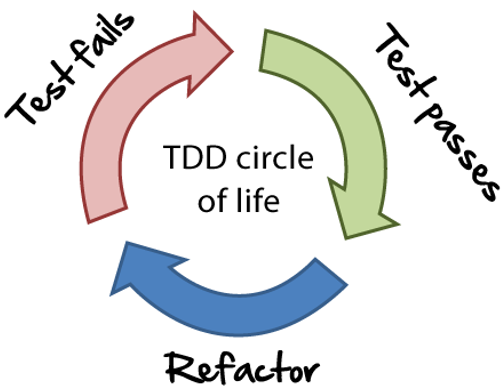 Test fails
Test passes
TDD circle
of life
Refactor